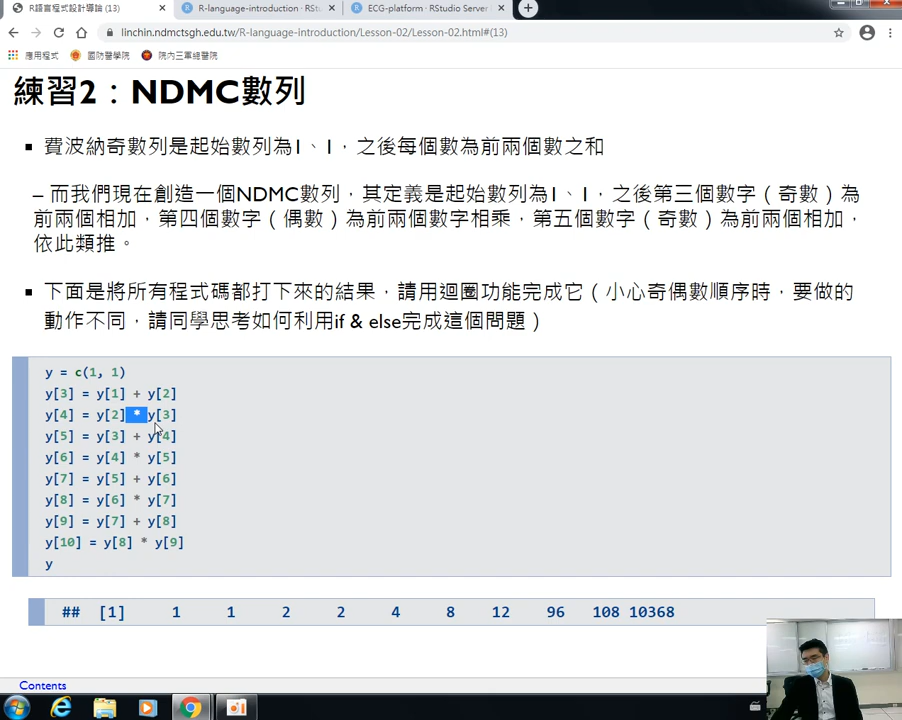 R語言程式設計導論 (13)
R-language-introduction · RStu
ECG-platform · RStudio Server
linchin.ndmctsgh.edu.tw/R-language-introduction/Lesson-02/Lesson-02.html#(13)
應用程式 國防醫學院 院內三軍總醫院
練習2：NDMC數列
費波納奇數列是起始數列為1、1，之後每個數為前兩個數之和
– 而我們現在創造一個NDMC數列，其定義是起始數列為1、1，之後第三個數字（奇數）為
前兩個相加，第四個數字（偶數）為前兩個數字相乘，第五個數字（奇數）為前兩個相加，
依此類推。
下面是將所有程式碼都打下來的結果，請用迴圈功能完成它（小心奇偶數順序時，要做的
動作不同，請同學思考如何利用if & else完成這個問題）
y = c(1, 1)
y[3] = y[1] + y[2]
y[4] = y[2] * y[3]
y[5] = y[3] + y[4]
y[6] = y[4] * y[5]
y[7] = y[5] + y[6]
y[8] = y[6] * y[7]
y[9] = y[7] + y[8]
y[10] = y[8] * y[9]
y
## [1] 1 1 2 2 4 8 12 96 108 10368
Contents